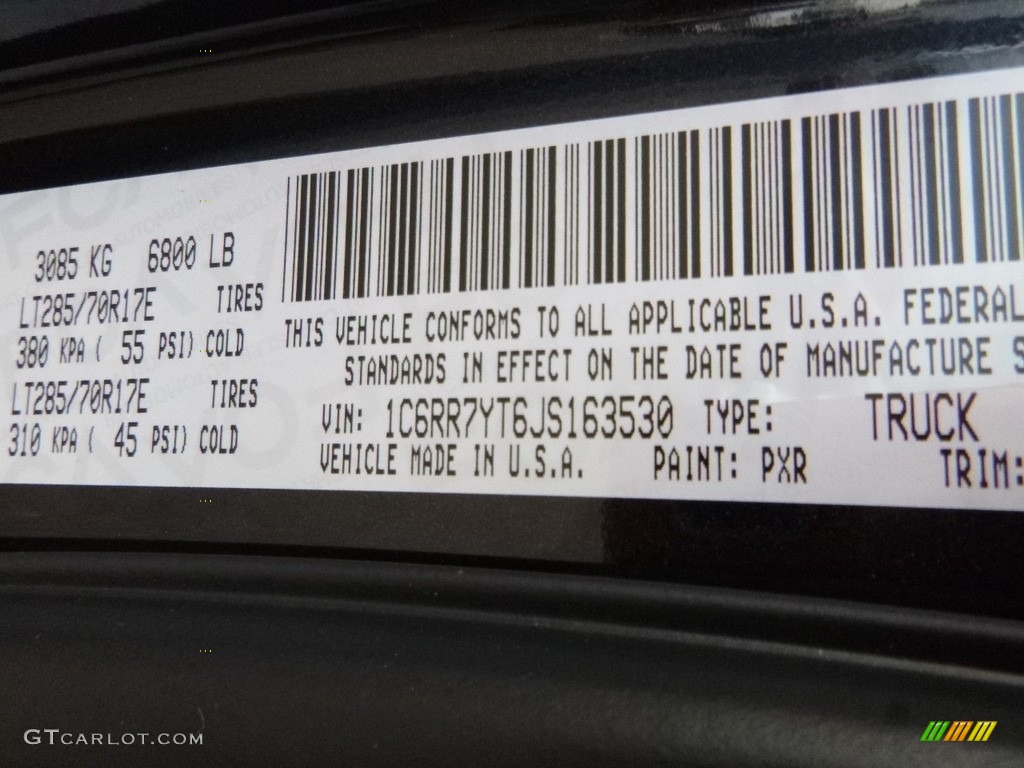 3085 KG 6800 LB
LT285/70R17E TIRES
380 KPA ( 55 PSI) COLD
LT285/70R17E TIRES
310 KPA ( 45 PSI) COLD
THIS VEHICLE CONFORMS TO ALL APPLICABLE U.S.A. FEDERAL
STANDARDS IN EFFECT ON THE DATE OF MANUFACTURE S
VIN: 1C6RR7YT6JS163530 TYPE: TRUCK
VEHICLE MADE IN U.S.A. PAINT: PXR TRIM:
GTCARLOT.COM